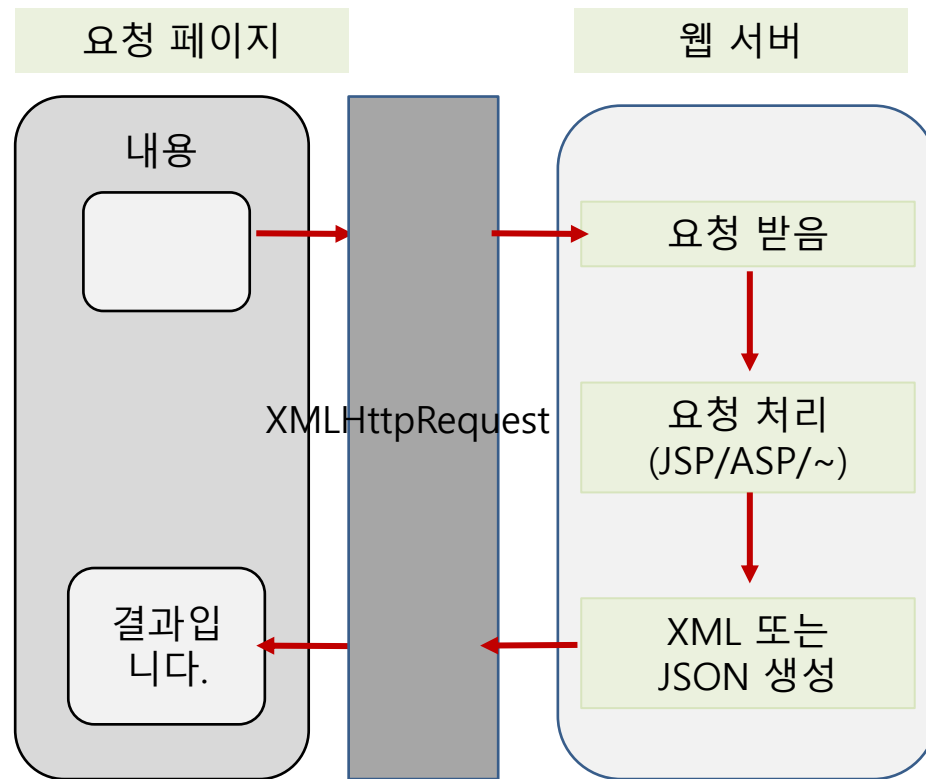 요청 페이지
웹 서버
내용
요청 받음
요청 처리
(JSP/ASP/~)
XMLHttpRequest
결과입
니다.
XML 또는
JSON 생성